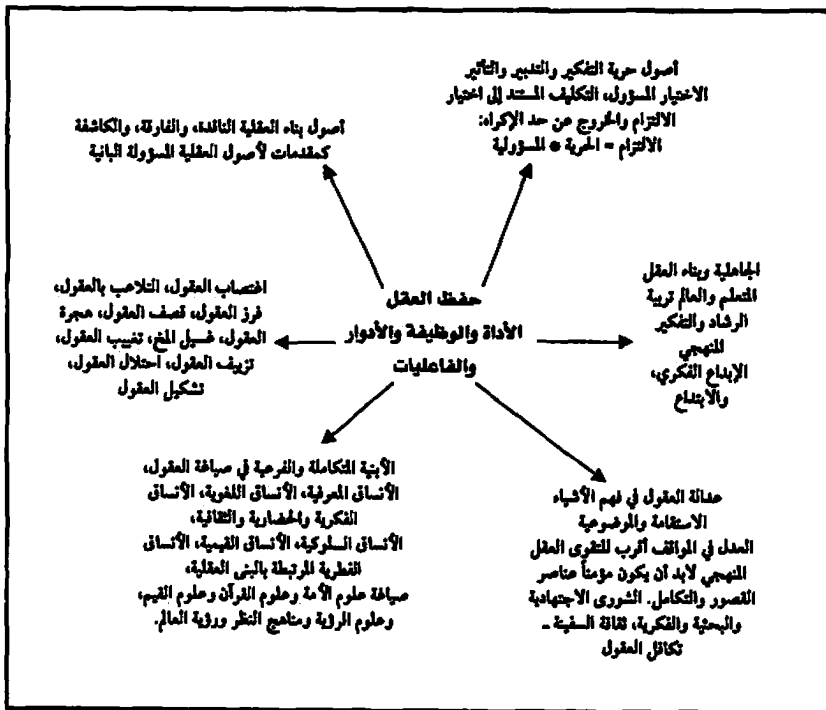 أصول حرية التفكير والتدبير والتأثير
الاختيار المسؤول، التكليف المستند إلى اختيار
الالتزام والخروج عن حد الإكراه:
الالتزام = الحرية * المسؤولية
أصول بناء العقلية الناقدة، والفارقة، والكاشفة
كمقدمات لأصول العقلية المسؤولة البانية
الجاهلية وبناء العقل
المتعلم والعالم تربية
الرشاد والتفكير
المنهجي
الإبداع الفكري،
والابتداع
حفظ العقل
الأداة والوظيفة والأدوار
والفاعليات
اغتصاب العقول، التلاعب بالعقول،
فرز العقول، قصف العقول، هجرة
العقول، غسيل المخ، تغييب العقول،
تزييف العقول، احتلال العقول،
تشكيل العقول
الأبنية المتكاملة والفرعية في صياغة العقول،
الأنساق المعرفية، الأنساق اللغوية، الأنساق
الفكرية والحضارية والثقافية،
الأنساق السلوكية، الأنساق القيمية، الأنساق
الفطرية المرتبطة بالبنى العقلية،
صياغة علوم الأمة وعلوم القرآن وعلوم القيم،
وعلوم الرؤية ومناهج النظر ورؤية العالم.
عدالة العقول في فهم الأشياء
الاستقامة والموضوعية
العدل في المواقف أقرب للتقوى العقل
المنهجي لابد أن يكون مؤمناً عناصر
القصور والتكامل. الشورى الاجتهادية
والبحثية والفكرية، ثقافة السفينة ـ
تكافل العقول